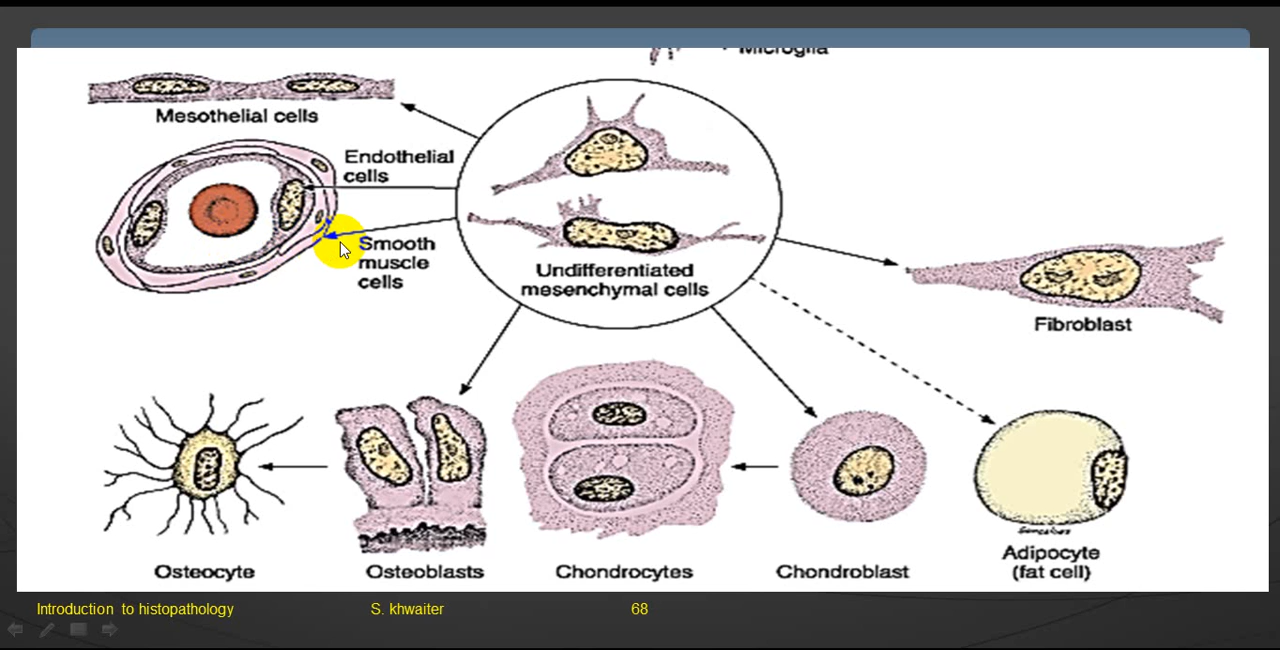 Microglia
Mesothelial cells
Endothelial
cells
Smooth
muscle
cells
Undifferentiated
mesenchymal cells
Fibroblast
Adipocyte
(fat cell)
Osteocyte
Osteoblasts
Chondrocytes
Chondroblast
Introduction to histopathology
S. khwaiter
68